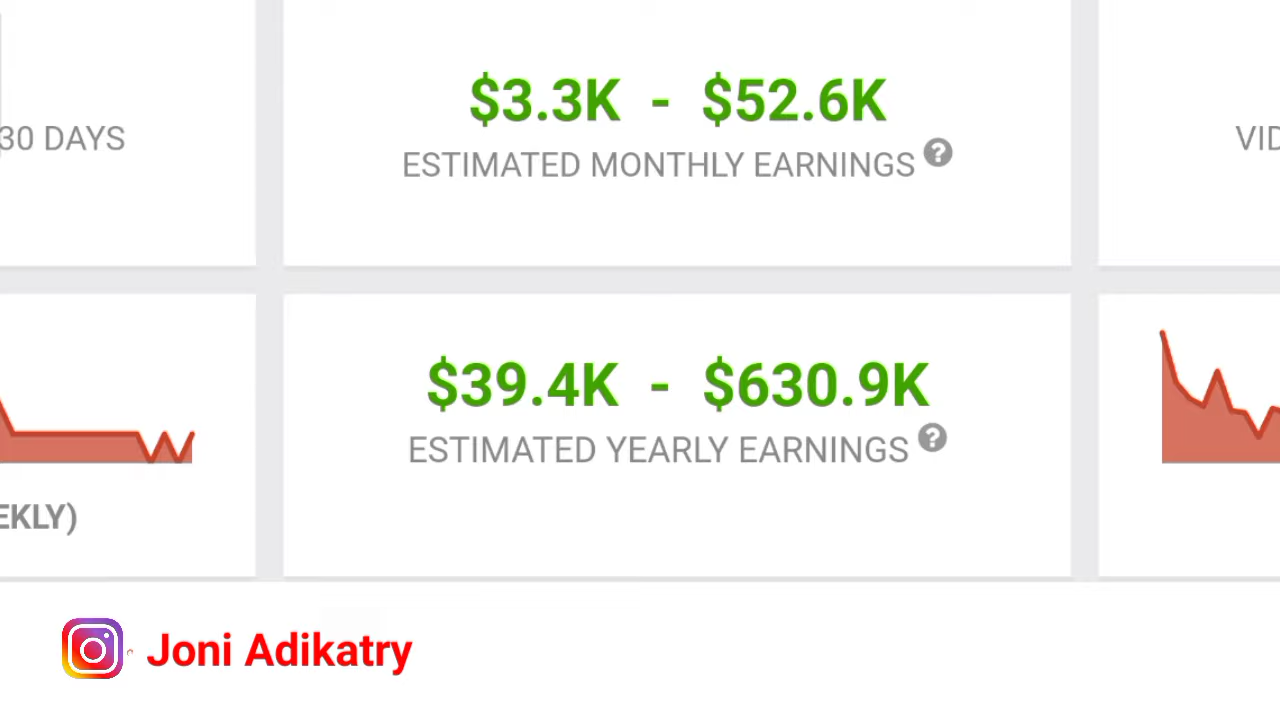 $3.3K - $52.6K
30 DAYS
ESTIMATED MONTHLY EARNINGS ?
VID
$39.4K - $630.9K
ESTIMATED YEARLY EARNINGS ?
EKLY)
Joni Adikatry